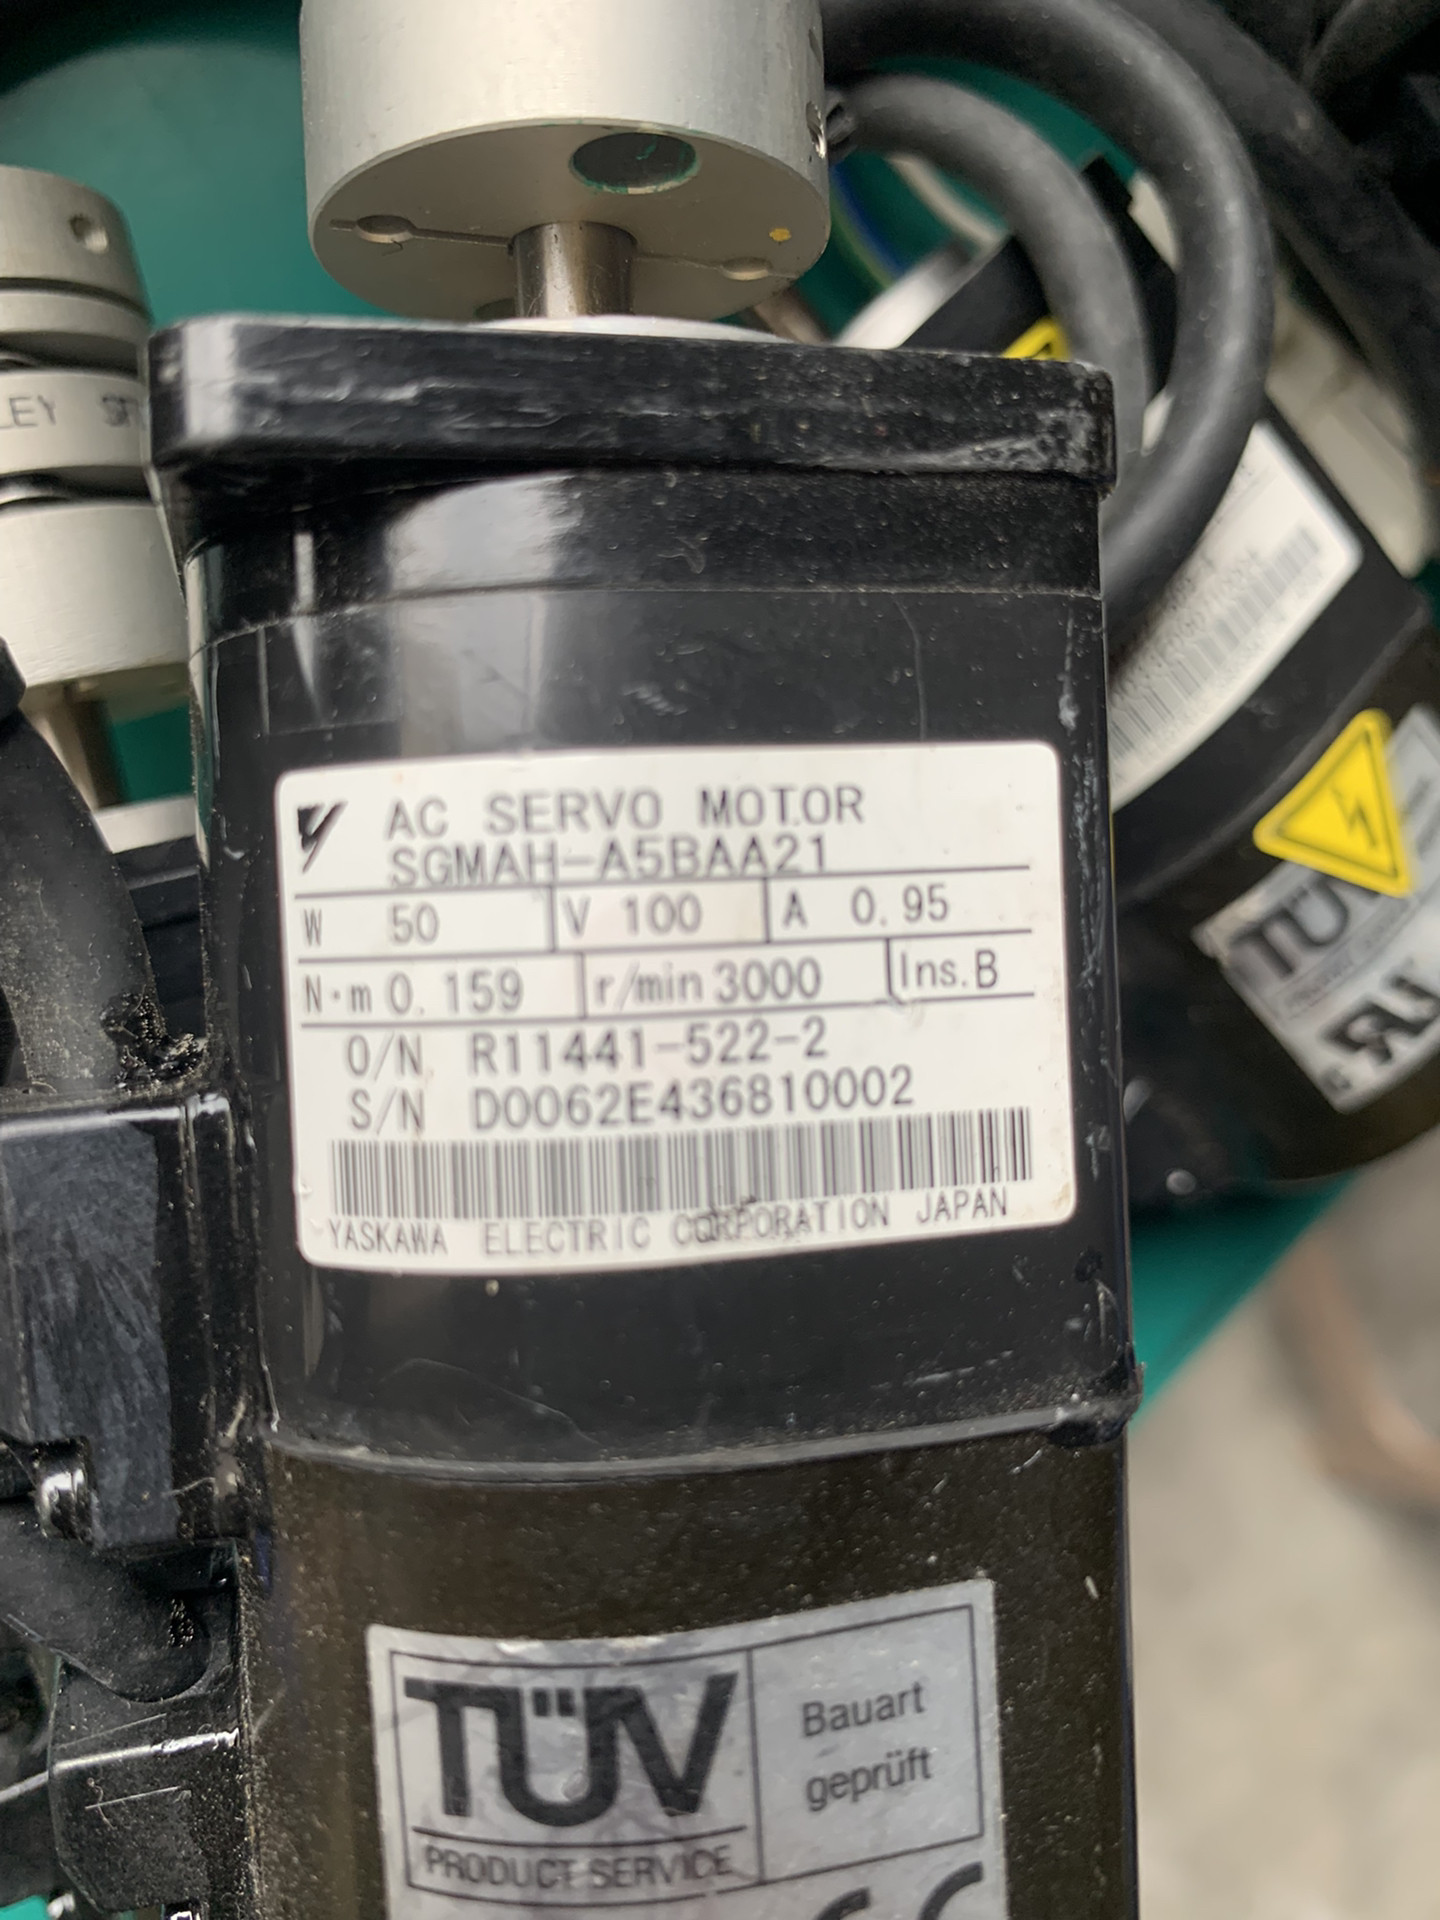 AC SERVO MOTOR
SGMAH-A5BAA21
W 50 V 100 A 0.95
N·m 0.159 r/min 3000 Ins.B
O/N R11441-522-2
S/N D0062E436810002
YASKAWA ELECTRIC CORPORATION JAPAN
TÜV
PRODUCT SERVICE
Bauart
geprüft
TÜV